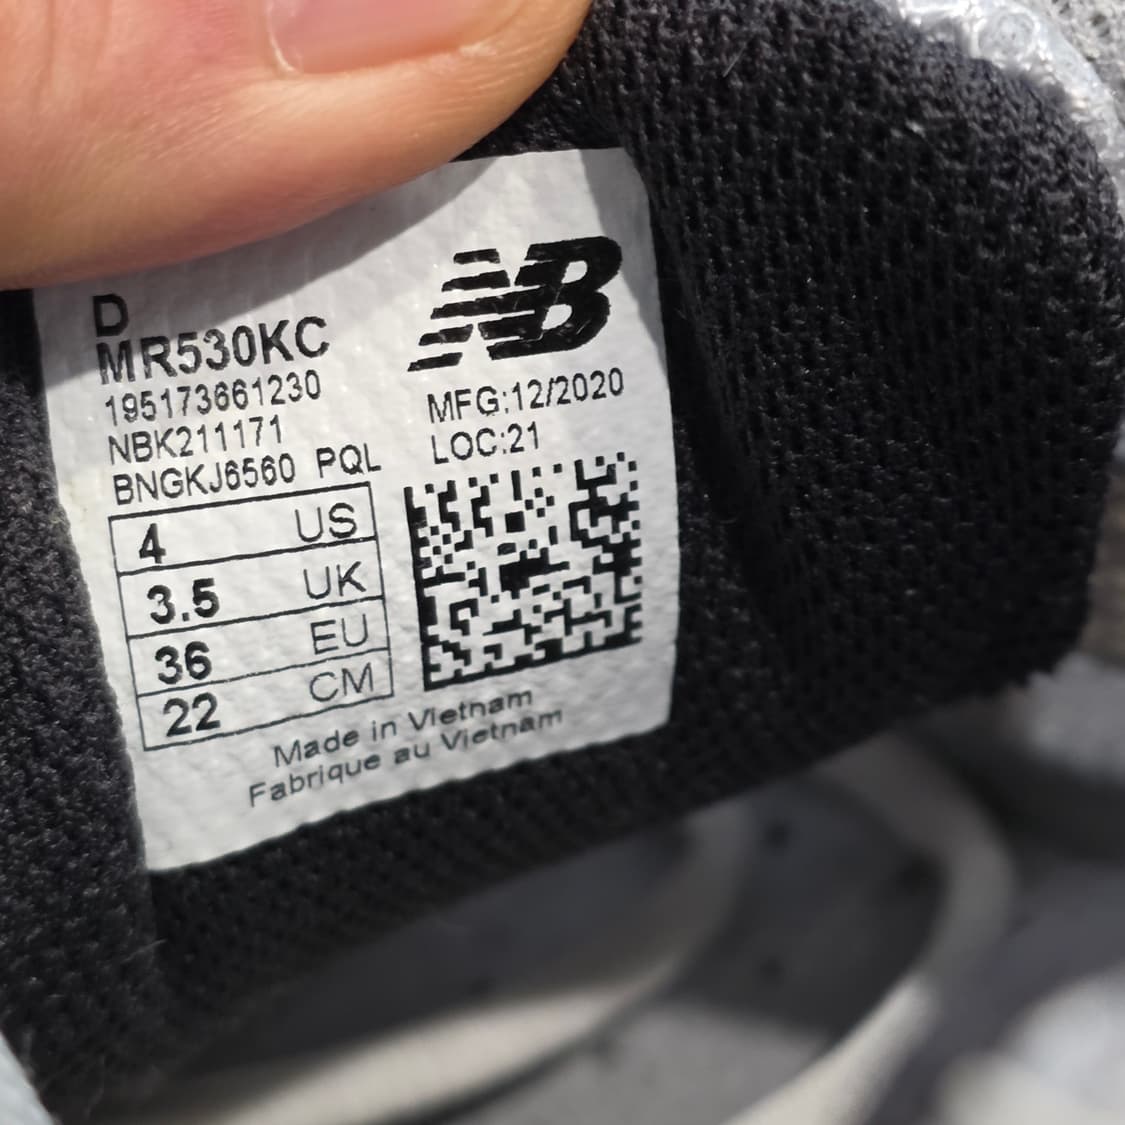 NB
D
MR530KC
195173661230
NBK211171
BNGKJ6560 PQL
MFG:12/2020
LOC:21
4 US
3.5 UK
36 EU
22 CM
Made in Vietnam
Fabrique au Vietnam